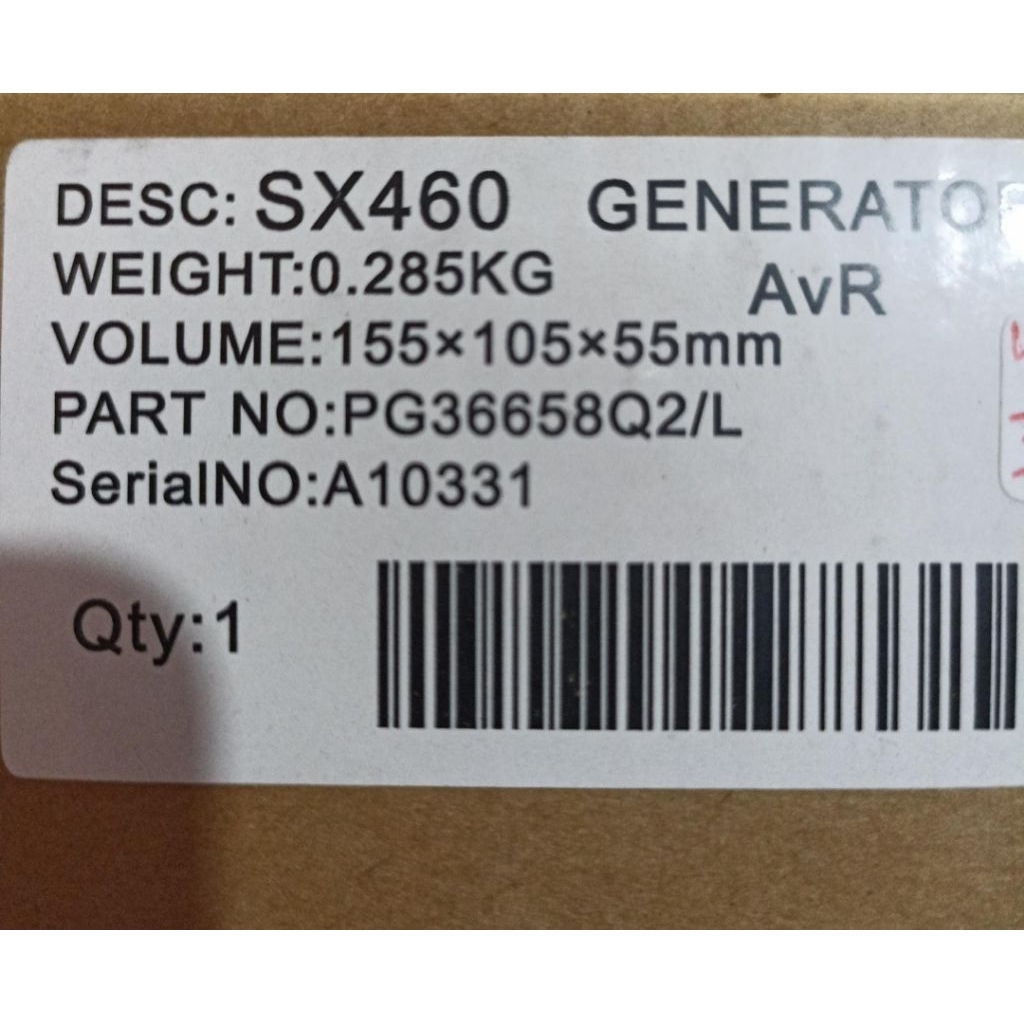 DESC: SX460 GENERATOR
WEIGHT:0.285KG AvR
VOLUME:155×105×55mm
PART NO:PG36658Q2/L
SerialNO:A10331
Qty:1